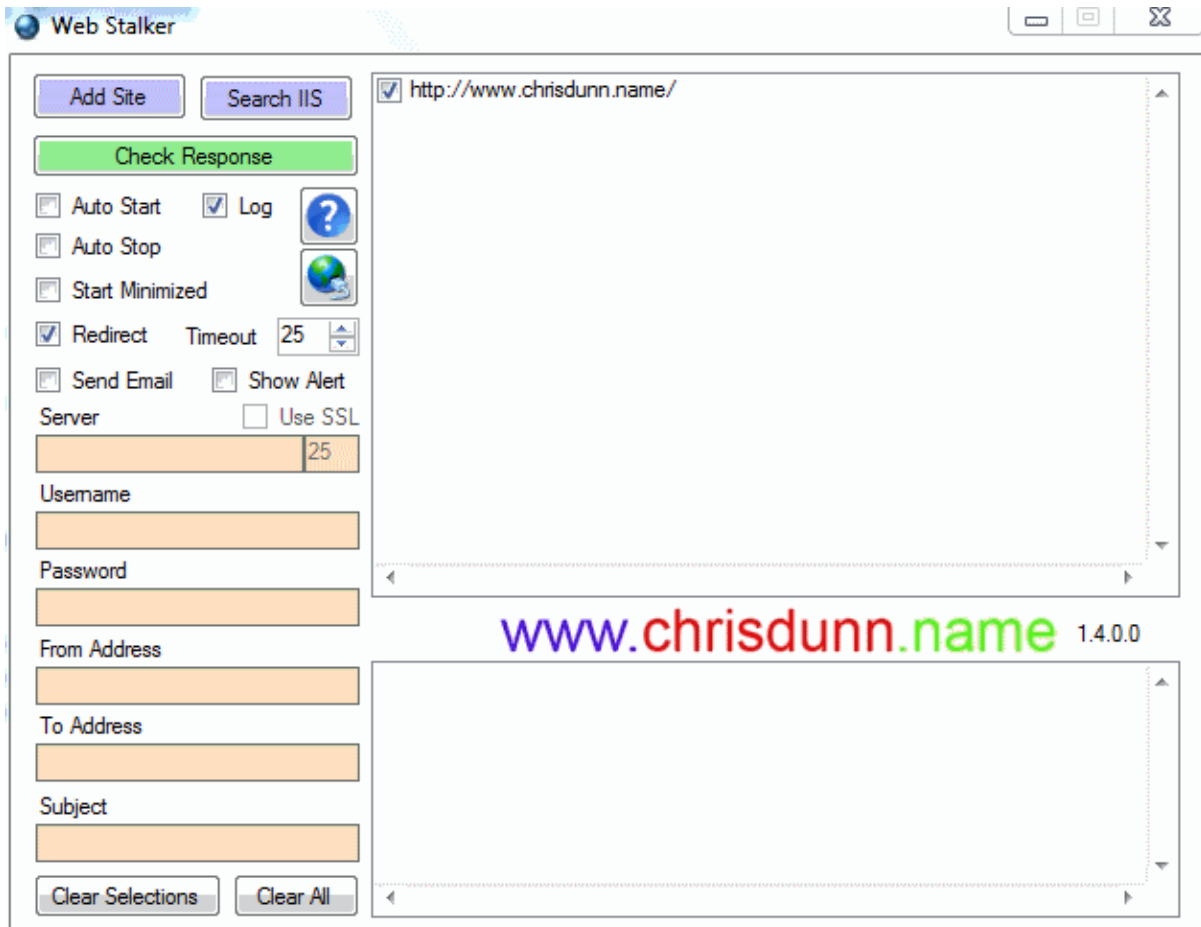 Web Stalker
Add Site Search IIS
Check Response
Auto Start Log
Auto Stop
Start Minimized
Redirect Timeout 25
Send Email Show Alert
Server Use SSL
25
Username
Password
From Address
To Address
Subject
Clear Selections Clear All
http://www.chrisdunn.name/
www.chrisdunn.name 1.4.0.0